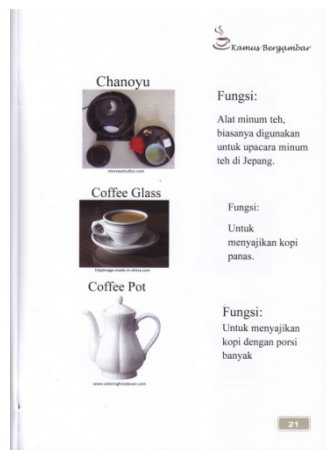 Kamus Bergambar
Chanoyu
Fungsi:
Alat minum teh,
biasanya digunakan
untuk upacara minum
teh di Jepang.
Coffee Glass
Fungsi:
Untuk
menyajikan kopi
panas.
Coffee Pot
Fungsi:
Untuk menyajikan
kopi dengan porsi
banyak
21